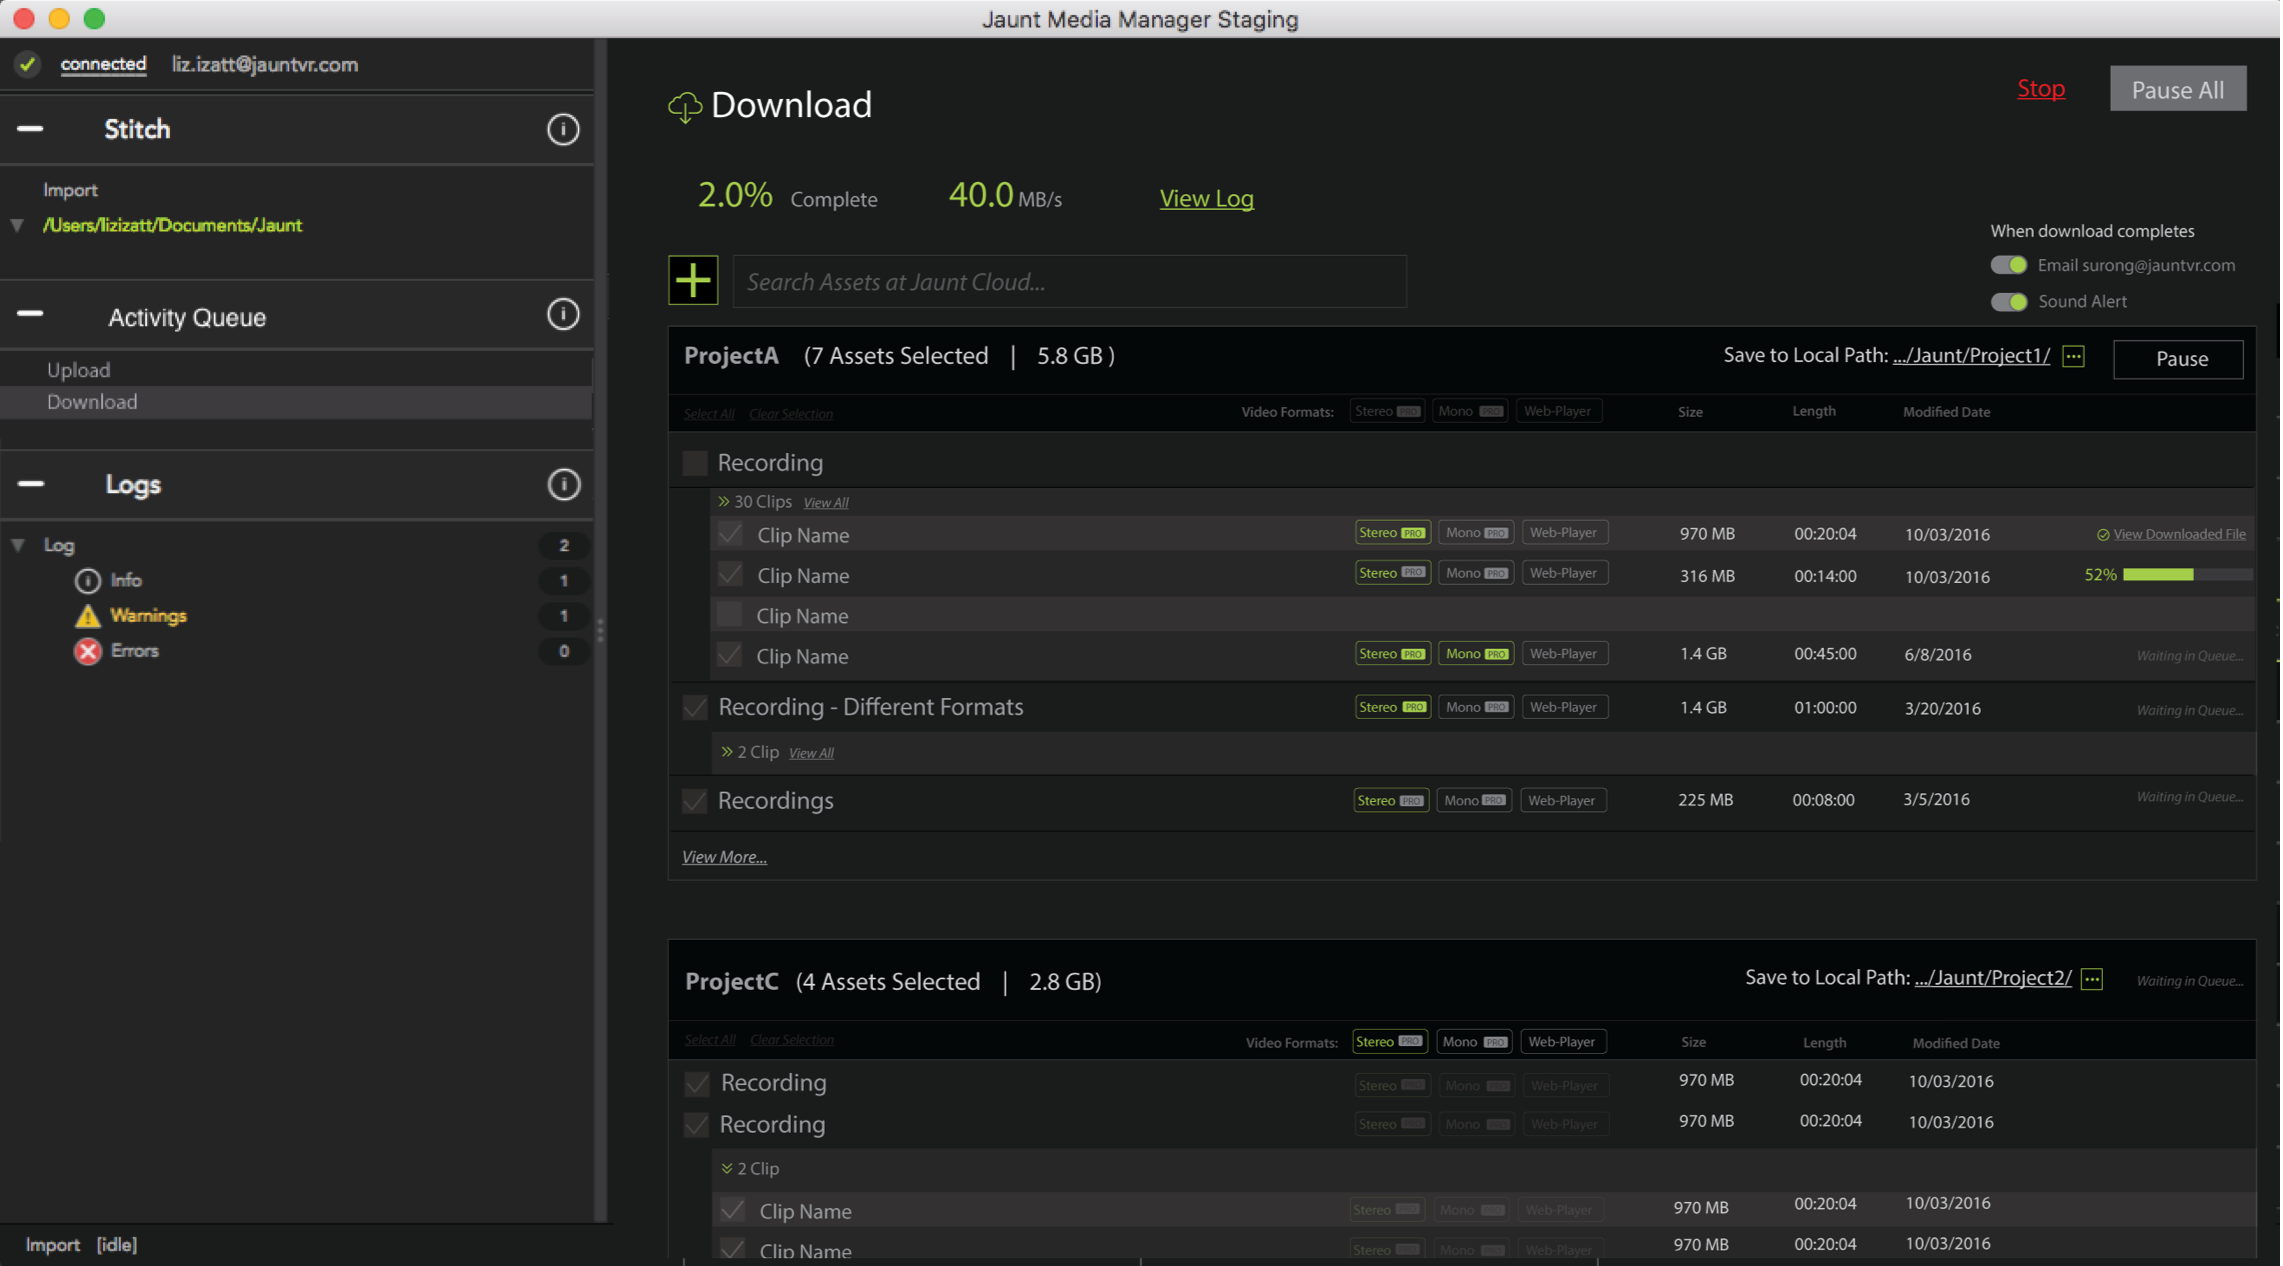 Jaunt Media Manager Staging
connected liz.izatt@jauntvr.com
Stitch
Import
/Users/lizizatt/Documents/Jaunt
Activity Queue
Upload
Download
Logs
Log 2
Info 1
Warnings 1
Errors 0
Import [idle]
Download
Stop Pause All
2.0% Complete 40.0 MB/s View Log
When download completes
Email surong@jauntvr.com
Sound Alert
Search Assets at Jaunt Cloud...
ProjectA (7 Assets Selected | 5.8 GB ) Save to Local Path: .../Jaunt/Project1/ Pause
Select All Clear Selection Video Formats: Stereo PRO Mono PRO Web-Player Size Length Modified Date
Recording
30 Clips View All
Clip Name Stereo PRO Mono PRO Web-Player 970 MB 00:20:04 10/03/2016 View Downloaded File
Clip Name Stereo PRO Mono PRO Web-Player 316 MB 00:14:00 10/03/2016 52%
Clip Name
Clip Name Stereo PRO Mono PRO Web-Player 1.4 GB 00:45:00 6/8/2016 Waiting in Queue...
Recording - Different Formats Stereo PRO Mono PRO Web-Player 1.4 GB 01:00:00 3/20/2016 Waiting in Queue...
2 Clip View All
Recordings Stereo PRO Mono PRO Web-Player 225 MB 00:08:00 3/5/2016 Waiting in Queue...
View More...
ProjectC (4 Assets Selected | 2.8 GB) Save to Local Path: .../Jaunt/Project2/ Waiting in Queue...
Select All Clear Selection Video Formats: Stereo PRO Mono PRO Web-Player Size Length Modified Date
Recording Stereo PRO Mono PRO Web-Player 970 MB 00:20:04 10/03/2016
Recording Stereo PRO Mono PRO Web-Player 970 MB 00:20:04 10/03/2016
2 Clip
Clip Name Stereo PRO Mono PRO Web-Player 970 MB 00:20:04 10/03/2016
Clip Name Stereo PRO Mono PRO Web-Player 970 MB 00:20:04 10/03/2016